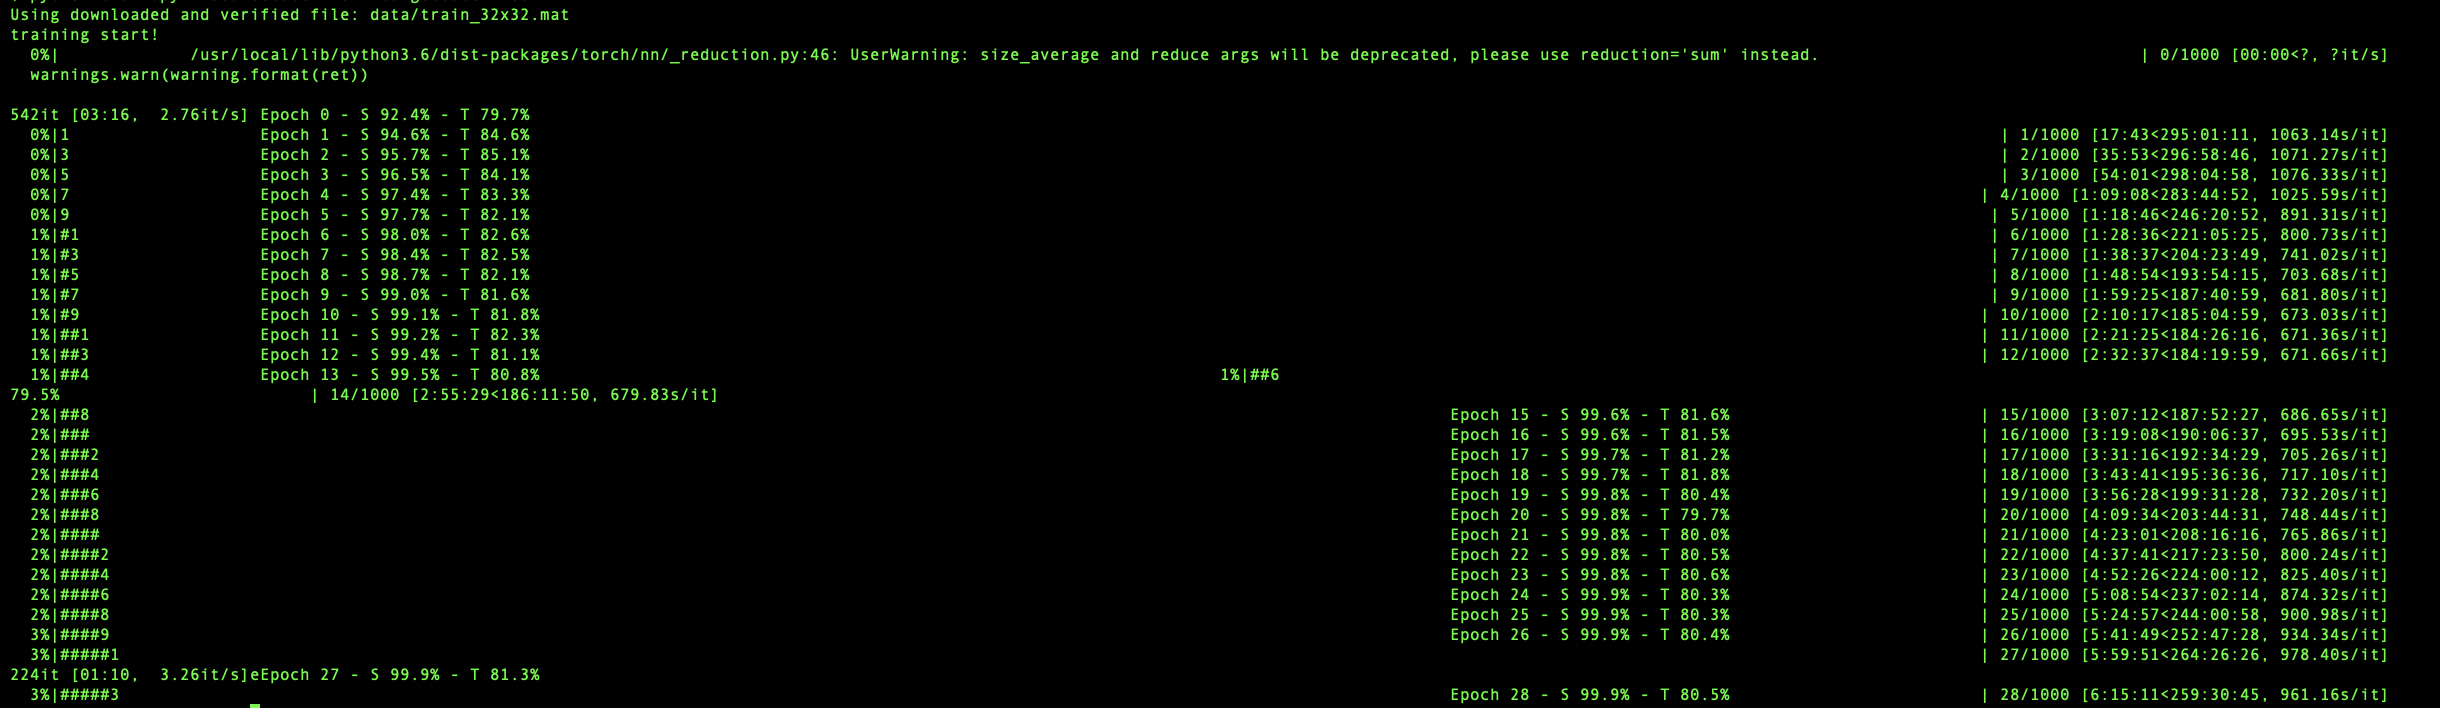 Using downloaded and verified file: data/train_32x32.mat
training start!
0%| /usr/local/lib/python3.6/dist-packages/torch/nn/_reduction.py:46: UserWarning: size_average and reduce args will be deprecated, please use reduction='sum' instead. | 0/1000 [00:00<?, ?it/s]
warnings.warn(warning.format(ret))
542it [03:16, 2.76it/s] Epoch 0 - S 92.4% - T 79.7%
0%|1 Epoch 1 - S 94.6% - T 84.6% | 1/1000 [17:43<295:01:11, 1063.14s/it]
0%|3 Epoch 2 - S 95.7% - T 85.1% | 2/1000 [35:53<296:58:46, 1071.27s/it]
0%|5 Epoch 3 - S 96.5% - T 84.1% | 3/1000 [54:01<298:04:58, 1076.33s/it]
0%|7 Epoch 4 - S 97.4% - T 83.3% | 4/1000 [1:09:08<283:44:52, 1025.59s/it]
0%|9 Epoch 5 - S 97.7% - T 82.1% | 5/1000 [1:18:46<246:20:52, 891.31s/it]
1%|#1 Epoch 6 - S 98.0% - T 82.6% | 6/1000 [1:28:36<221:05:25, 800.73s/it]
1%|#3 Epoch 7 - S 98.4% - T 82.5% | 7/1000 [1:38:37<204:23:49, 741.02s/it]
1%|#5 Epoch 8 - S 98.7% - T 82.1% | 8/1000 [1:48:54<193:54:15, 703.68s/it]
1%|#7 Epoch 9 - S 99.0% - T 81.6% | 9/1000 [1:59:25<187:40:59, 681.80s/it]
1%|#9 Epoch 10 - S 99.1% - T 81.8% | 10/1000 [2:10:17<185:04:59, 673.03s/it]
1%|##1 Epoch 11 - S 99.2% - T 82.3% | 11/1000 [2:21:25<184:26:16, 671.36s/it]
1%|##3 Epoch 12 - S 99.4% - T 81.1% | 12/1000 [2:32:37<184:19:59, 671.66s/it]
1%|##4 Epoch 13 - S 99.5% - T 80.8% 1%|##6
79.5% | 14/1000 [2:55:29<186:11:50, 679.83s/it]
2%|##8 Epoch 15 - S 99.6% - T 81.6% | 15/1000 [3:07:12<187:52:27, 686.65s/it]
2%|### Epoch 16 - S 99.6% - T 81.5% | 16/1000 [3:19:08<190:06:37, 695.53s/it]
2%|###2 Epoch 17 - S 99.7% - T 81.2% | 17/1000 [3:31:16<192:34:29, 705.26s/it]
2%|###4 Epoch 18 - S 99.7% - T 81.8% | 18/1000 [3:43:41<195:36:36, 717.10s/it]
2%|###6 Epoch 19 - S 99.8% - T 80.4% | 19/1000 [3:56:28<199:31:28, 732.20s/it]
2%|###8 Epoch 20 - S 99.8% - T 79.7% | 20/1000 [4:09:34<203:44:31, 748.44s/it]
2%|#### Epoch 21 - S 99.8% - T 80.0% | 21/1000 [4:23:01<208:16:16, 765.86s/it]
2%|####2 Epoch 22 - S 99.8% - T 80.5% | 22/1000 [4:37:41<217:23:50, 800.24s/it]
2%|####4 Epoch 23 - S 99.8% - T 80.6% | 23/1000 [4:52:26<224:00:12, 825.40s/it]
2%|####6 Epoch 24 - S 99.9% - T 80.3% | 24/1000 [5:08:54<237:02:14, 874.32s/it]
2%|####8 Epoch 25 - S 99.9% - T 80.3% | 25/1000 [5:24:57<244:00:58, 900.98s/it]
3%|####9 Epoch 26 - S 99.9% - T 80.4% | 26/1000 [5:41:49<252:47:28, 934.34s/it]
3%|#####1 | 27/1000 [5:59:51<264:26:26, 978.40s/it]
224it [01:10, 3.26it/s]eEpoch 27 - S 99.9% - T 81.3%
3%|#####3 Epoch 28 - S 99.9% - T 80.5% | 28/1000 [6:15:11<259:30:45, 961.16s/it]